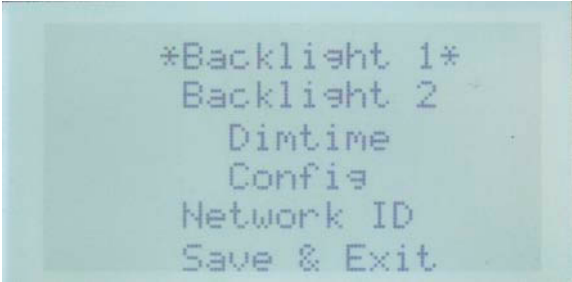 *Backlight 1*
Backlight 2
Dimtime
Config
Network ID
Save & Exit